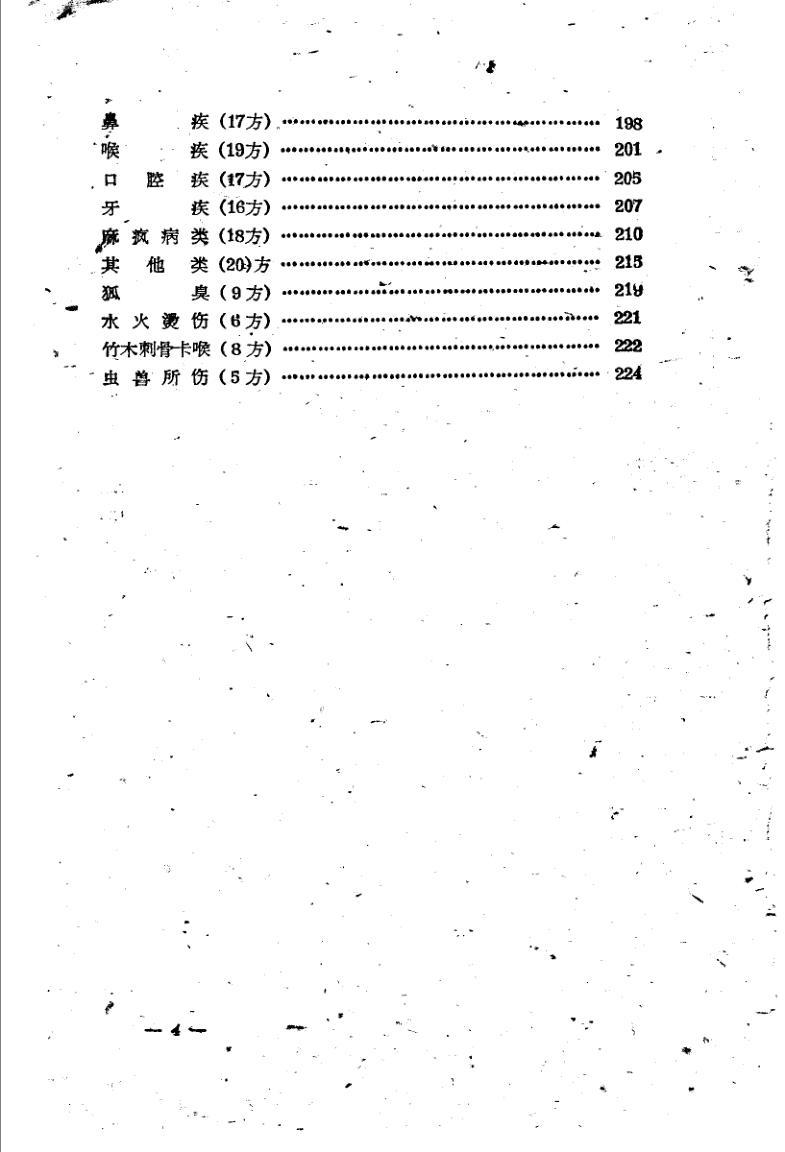 鼻疾(17方)……………………………… 198
喉疾(19方)……………………………… 201
口腔疾(17方)……………………………… 205
牙疾(16方)……………………………… 207
麻疯病类(18方)……………………………… 210
其他类(20)方……………………………… 215
狐臭(9方)……………………………… 219
水火烫伤(6方)……………………………… 221
竹木刺骨卡喉(8方)……………………………… 222
虫兽所伤(5方)……………………………… 224
— 4 —